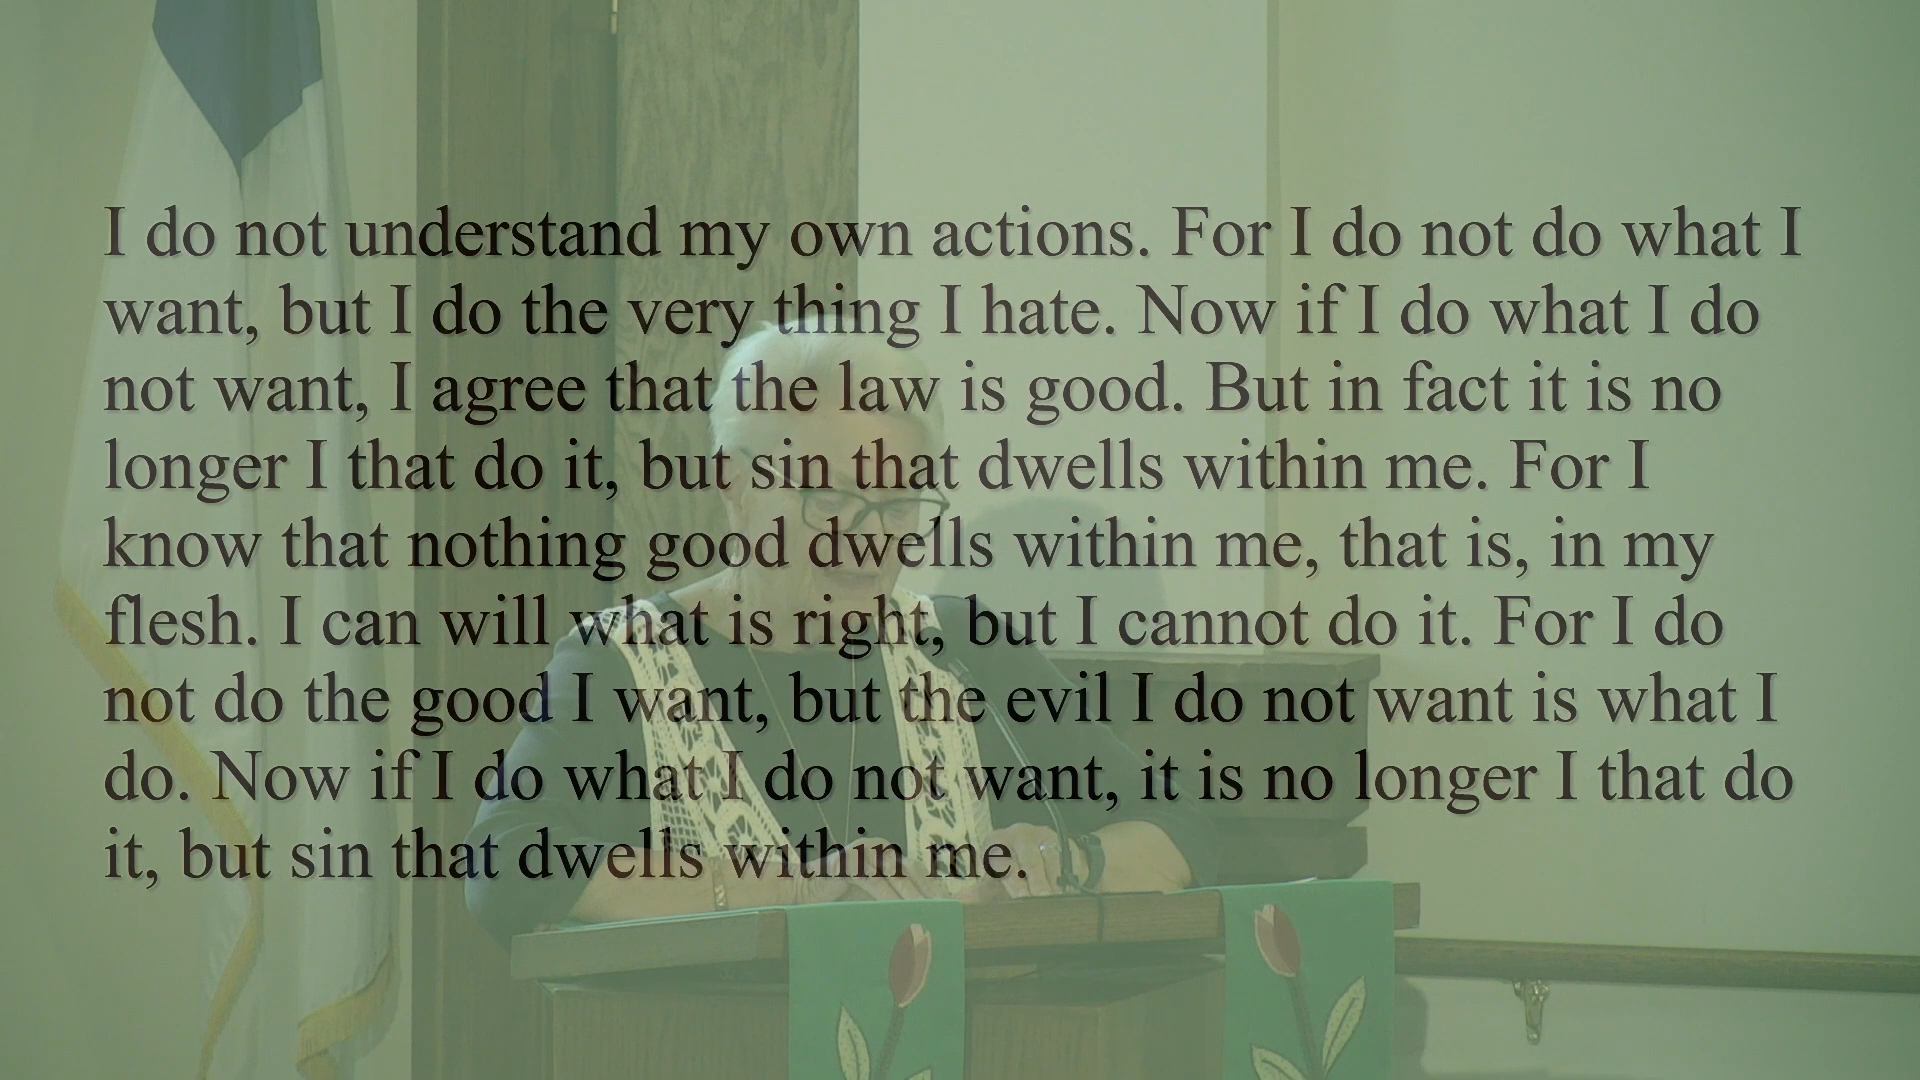 I do not understand my own actions. For I do not do what I
want, but I do the very thing I hate. Now if I do what I do
not want, I agree that the law is good. But in fact it is no
longer I that do it, but sin that dwells within me. For I
know that nothing good dwells within me, that is, in my
flesh. I can will what is right, but I cannot do it. For I do
not do the good I want, but the evil I do not want is what I
do. Now if I do what I do not want, it is no longer I that do
it, but sin that dwells within me.